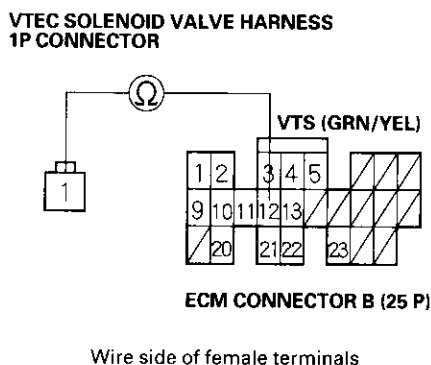 VTEC SOLENOID VALVE HARNESS
1P CONNECTOR
Ω
VTS (GRN/YEL)
1
1 2 3 4 5
9 10 11 12 13
20 21 22 23
ECM CONNECTOR B (25 P)
Wire side of female terminals